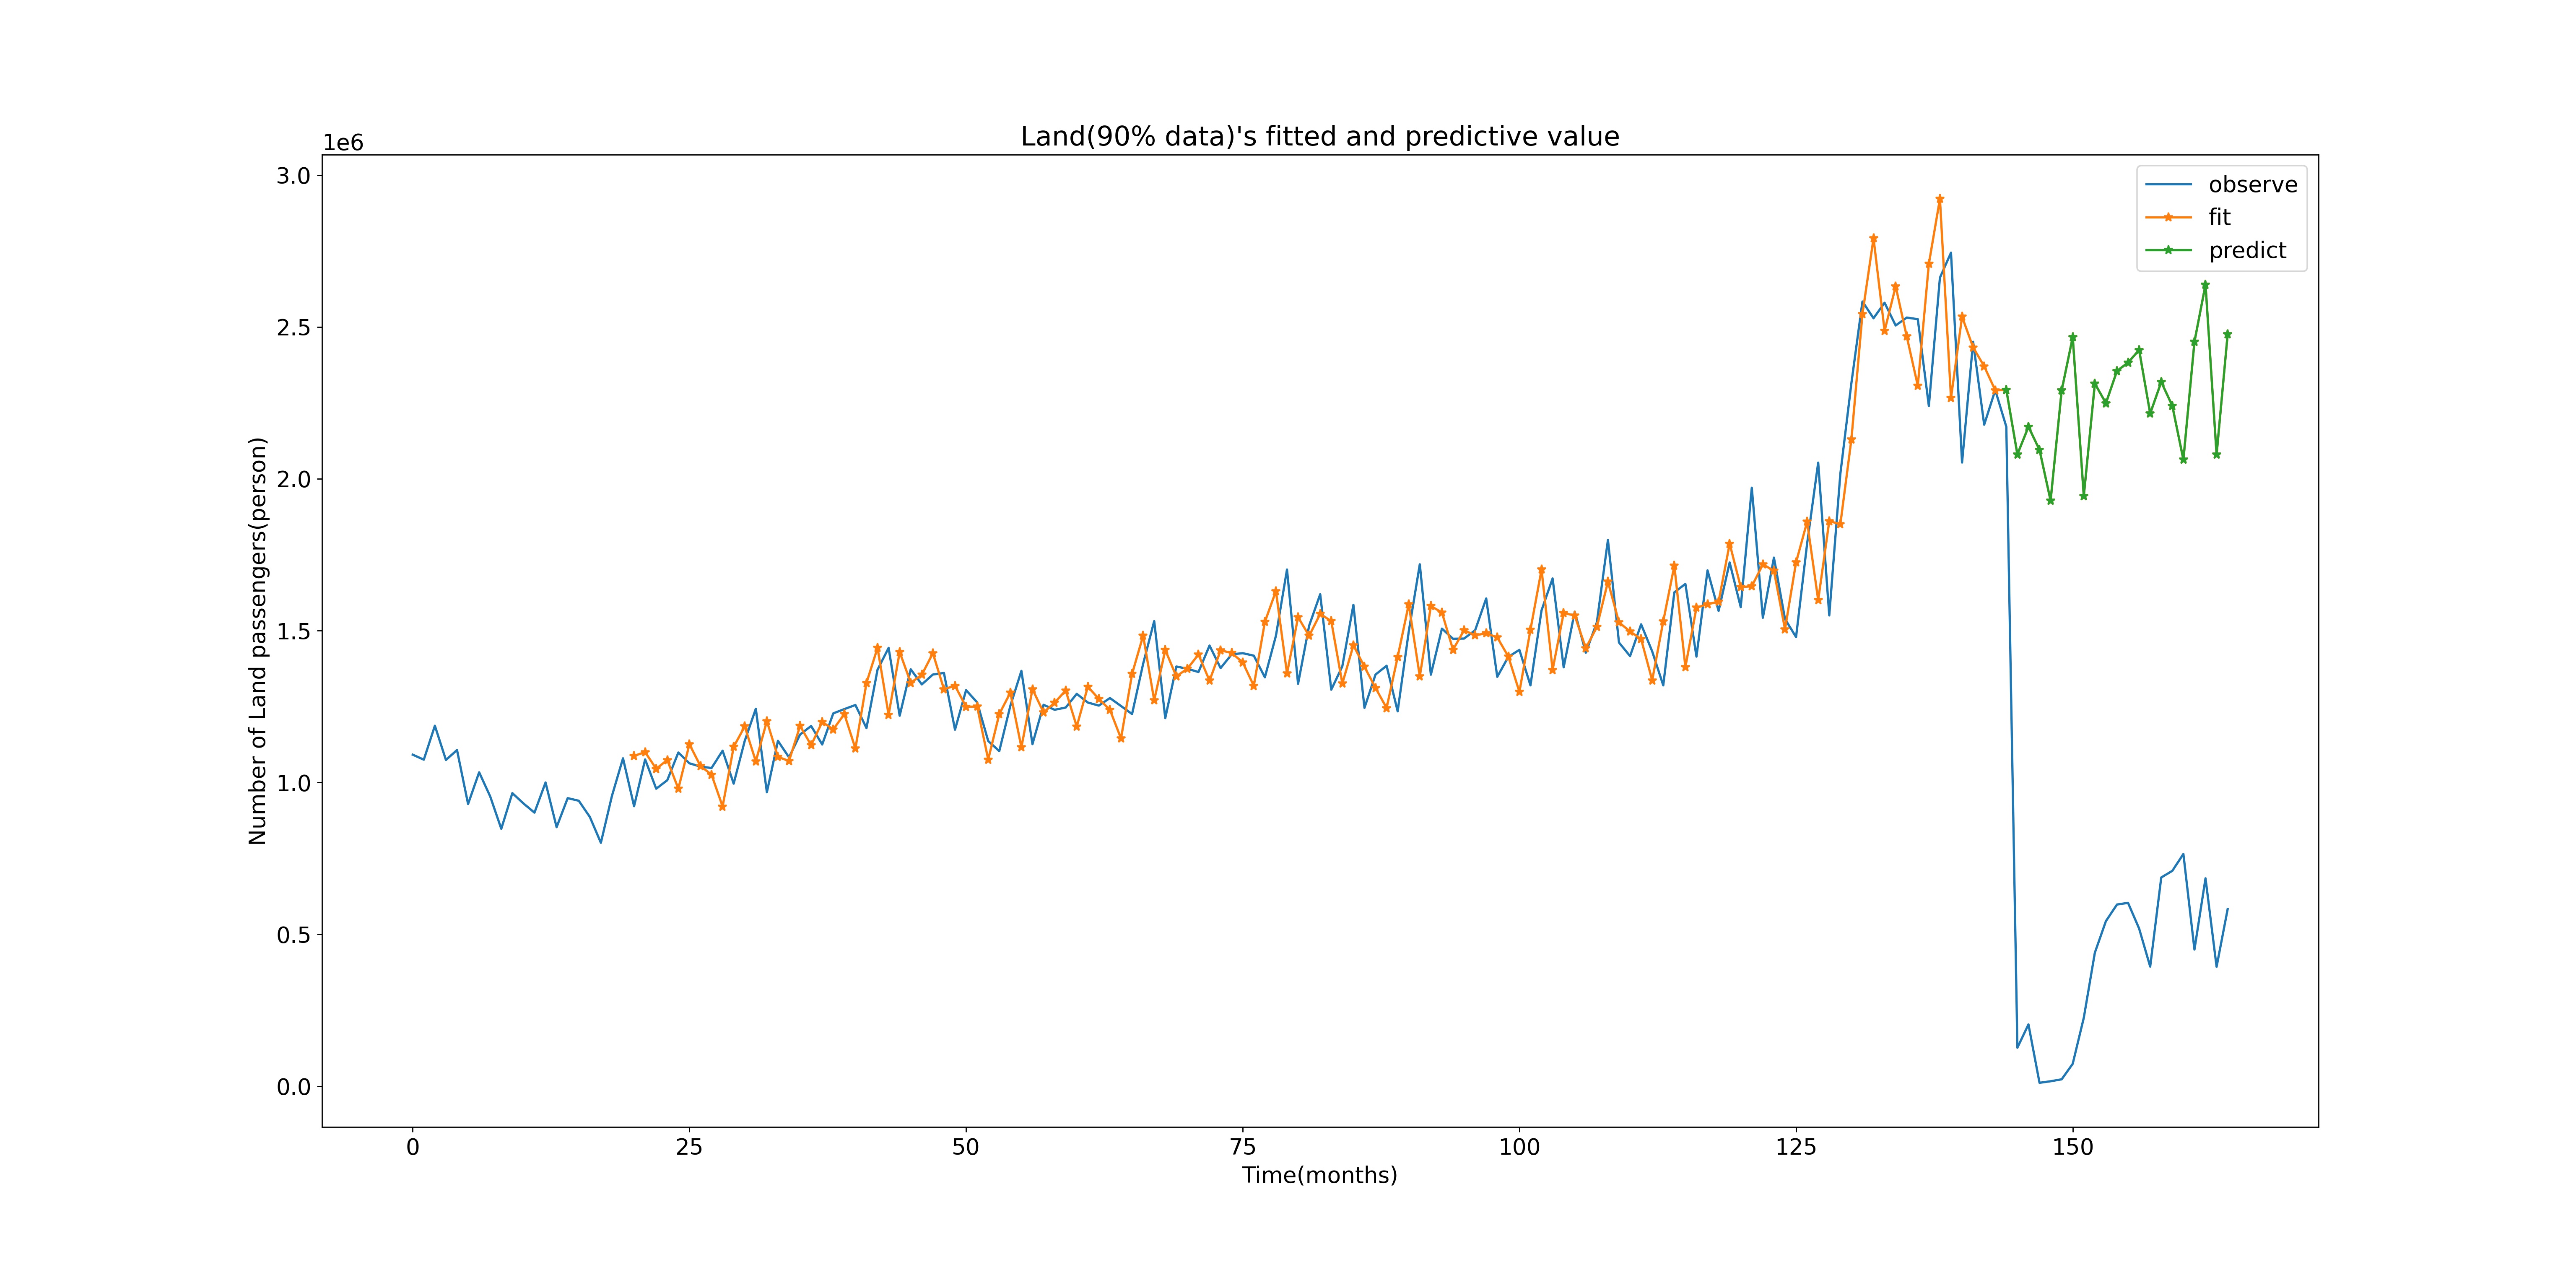 Land(90% data)'s fitted and predictive value
1e6
3.0
2.5
2.0
1.5
1.0
0.5
0.0
Number of Land passengers(person)
observe
fit
predict
0 25 50 75 100 125 150
Time(months)